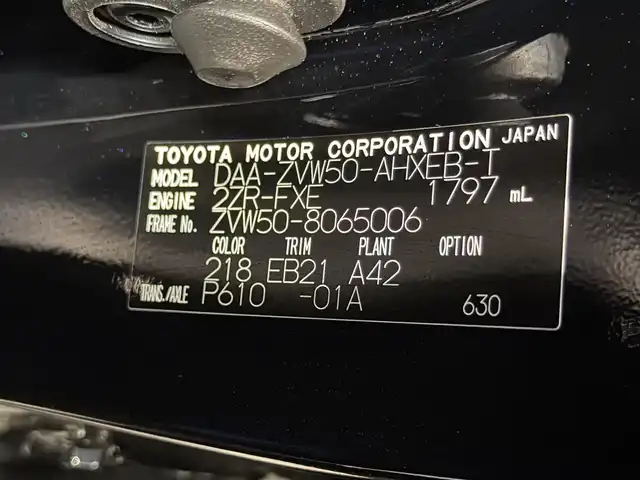 TOYOTA MOTOR CORPORATION JAPAN
MODEL DAA-ZVW50-AHXEB-T
ENGINE 2ZR-FXE 1797 mL
FRAME No. ZVW50-8065006
COLOR TRIM PLANT OPTION
218 EB21 A42
TRANS./AXLE P610 -01A 630